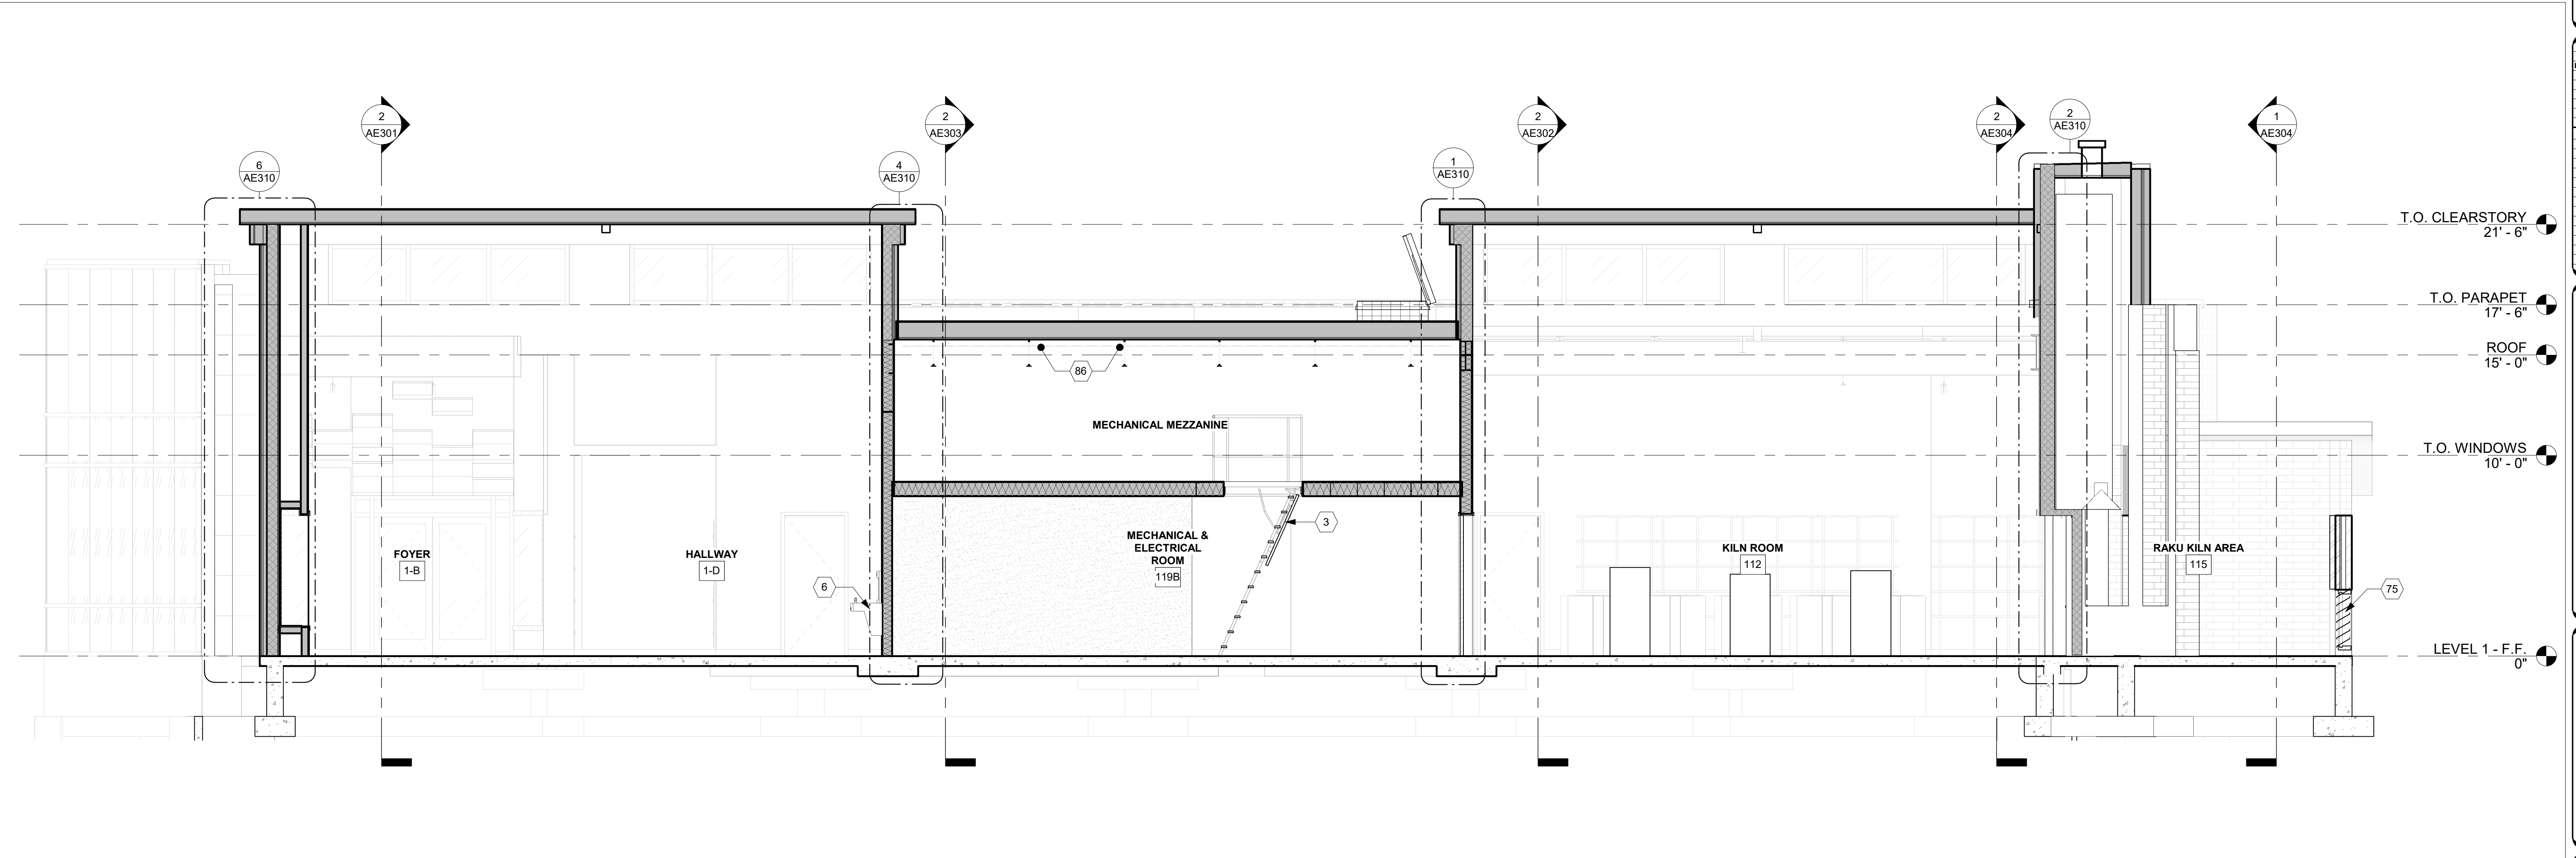 2
AE301
2
AE303
2
AE302
2
AE304
2
AE310
1
AE304
6
AE310
4
AE310
1
AE310
T.O. CLEARSTORY
21' - 6"
T.O. PARAPET
17' - 6"
ROOF
15' - 0"
86
MECHANICAL MEZZANINE
T.O. WINDOWS
10' - 0"
3
FOYER
1-B
HALLWAY
1-D
MECHANICAL &
ELECTRICAL
ROOM
119B
KILN ROOM
112
RAKU KILN AREA
115
6
75
LEVEL 1 - F.F.
0"